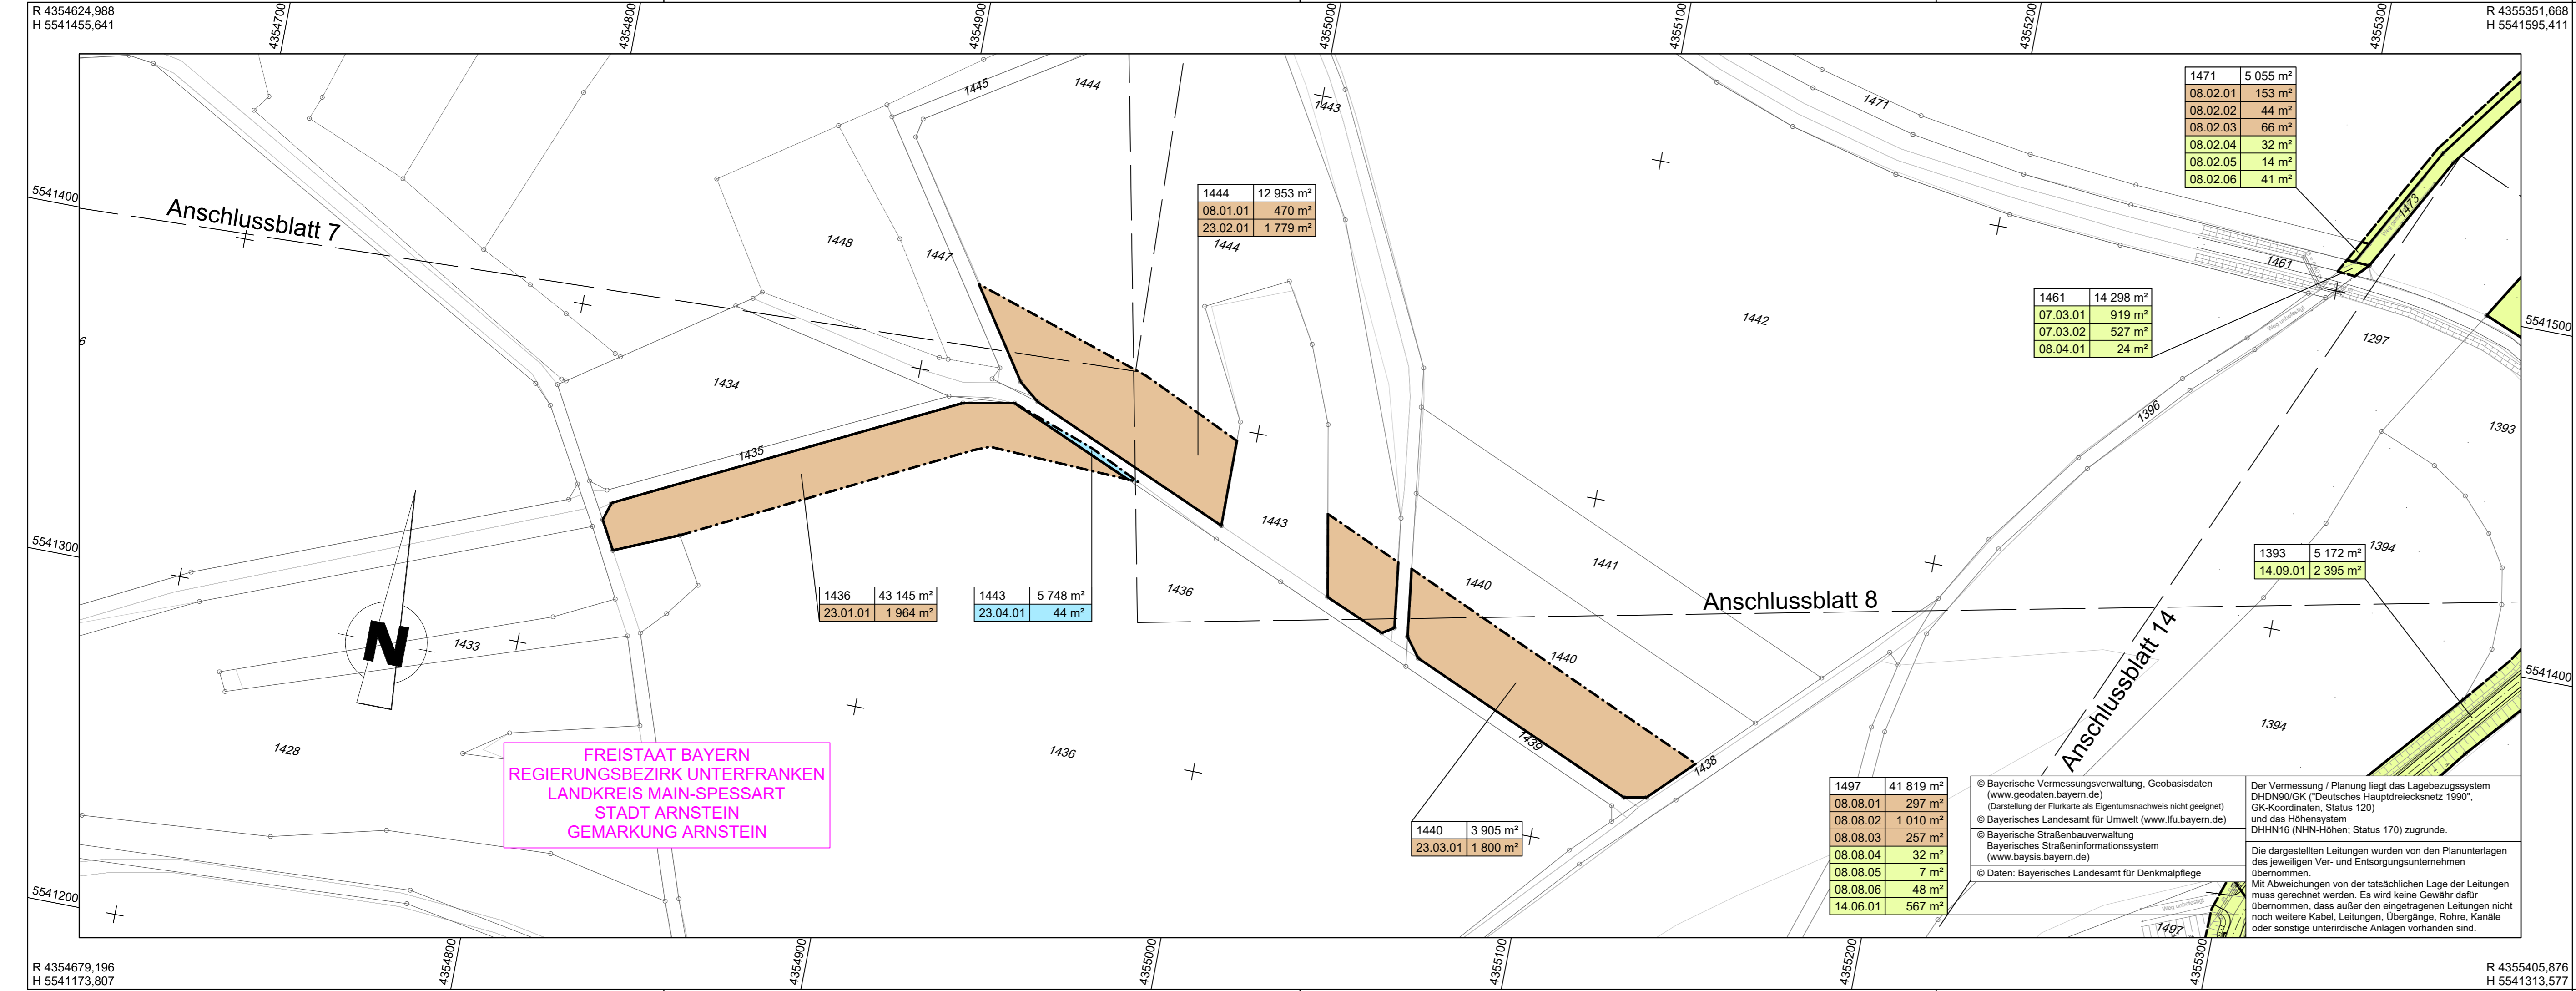 R 4354624,988
H 5541455,641
4354700
4354800
4354900
4355000
4355100
4355200
4355300
R 4355351,668
H 5541595,411
5541400
5541300
5541200
5541500
5541400
Anschlussblatt 7
1445
1444
1443
1471
1471 5 055 m²
08.02.01 153 m²
08.02.02 44 m²
08.02.03 66 m²
08.02.04 32 m²
08.02.05 14 m²
08.02.06 41 m²
1473
1444 12 953 m²
08.01.01 470 m²
23.02.01 1 779 m²
1444
1448
1447
1461
1461 14 298 m²
07.03.01 919 m²
07.03.02 527 m²
08.04.01 24 m²
Weg unbefestigt
1442
1297
6
1434
1396
1393
1435
1443
1394
1393 5 172 m²
14.09.01 2 395 m²
1441
1440
1436
1436 43 145 m²
23.01.01 1 964 m²
1443 5 748 m²
23.04.01 44 m²
Anschlussblatt 8
N
1433
1440
Anschlussblatt 14
1428
1436
1439
1438
1394
FREISTAAT BAYERN
REGIERUNGSBEZIRK UNTERFRANKEN
LANDKREIS MAIN-SPESSART
STADT ARNSTEIN
GEMARKUNG ARNSTEIN
1440 3 905 m²
23.03.01 1 800 m²
1497 41 819 m²
08.08.01 297 m²
08.08.02 1 010 m²
08.08.03 257 m²
08.08.04 32 m²
08.08.05 7 m²
08.08.06 48 m²
14.06.01 567 m²
© Bayerische Vermessungsverwaltung, Geobasisdaten
(www.geodaten.bayern.de)
(Darstellung der Flurkarte als Eigentumsnachweis nicht geeignet)
© Bayerisches Landesamt für Umwelt (www.lfu.bayern.de)
© Bayerische Straßenbauverwaltung
Bayerisches Straßeninformationssystem
(www.baysis.bayern.de)
© Daten: Bayerisches Landesamt für Denkmalpflege
Der Vermessung / Planung liegt das Lagebezugssystem
DHDN90/GK ("Deutsches Hauptdreiecksnetz 1990",
GK-Koordinaten, Status 120)
und das Höhensystem
DHHN16 (NHN-Höhen; Status 170) zugrunde.
Die dargestellten Leitungen wurden von den Planunterlagen
des jeweiligen Ver- und Entsorgungsunternehmen
übernommen.
Mit Abweichungen von der tatsächlichen Lage der Leitungen
muss gerechnet werden. Es wird keine Gewähr dafür
übernommen, dass außer den eingetragenen Leitungen nicht
noch weitere Kabel, Leitungen, Übergänge, Rohre, Kanäle
oder sonstige unterirdische Anlagen vorhanden sind.
Weg unbefestigt
1497
4354800
4354900
4355000
4355100
4355200
4355300
R 4354679,196
H 5541173,807
R 4355405,876
H 5541313,577